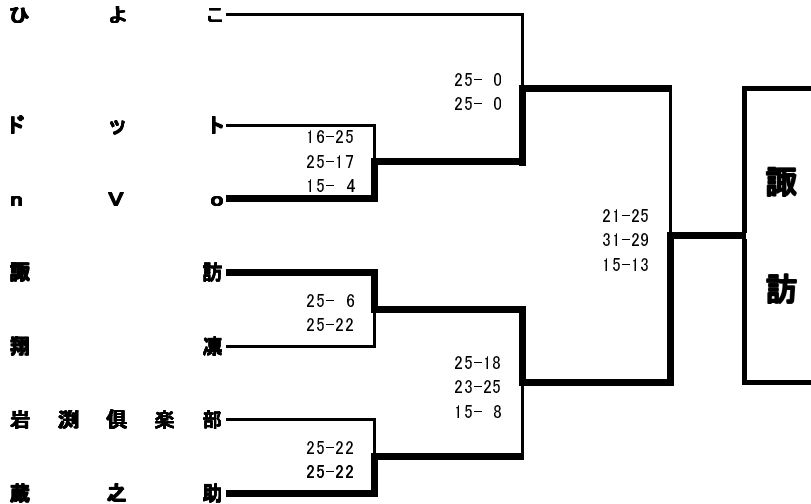 ひよこ
25- 0
25- 0
ドット
16-25
25-17
15- 4
nVo
21-25
31-29
15-13
諏訪
諏訪
25- 6
25-22
翔凛
25-18
23-25
15- 8
岩渕倶楽部
25-22
25-22
蔵之助